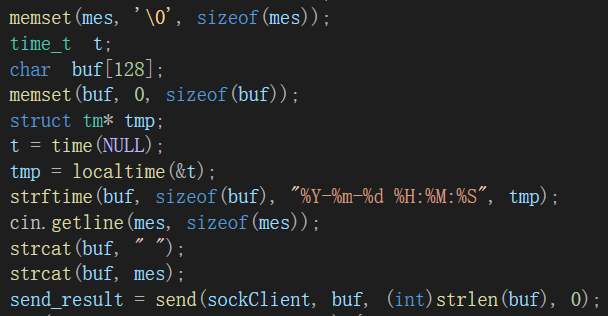 memset(mes, '\0', sizeof(mes));
time_t  t;
char  buf[128];
memset(buf, 0, sizeof(buf));
struct tm* tmp;
t = time(NULL);
tmp = localtime(&t);
strftime(buf, sizeof(buf), "%Y-%m-%d %H:%M:%S", tmp);
cin.getline(mes, sizeof(mes));
strcat(buf, " ");
strcat(buf, mes);
send_result = send(sockClient, buf, (int)strlen(buf), 0);